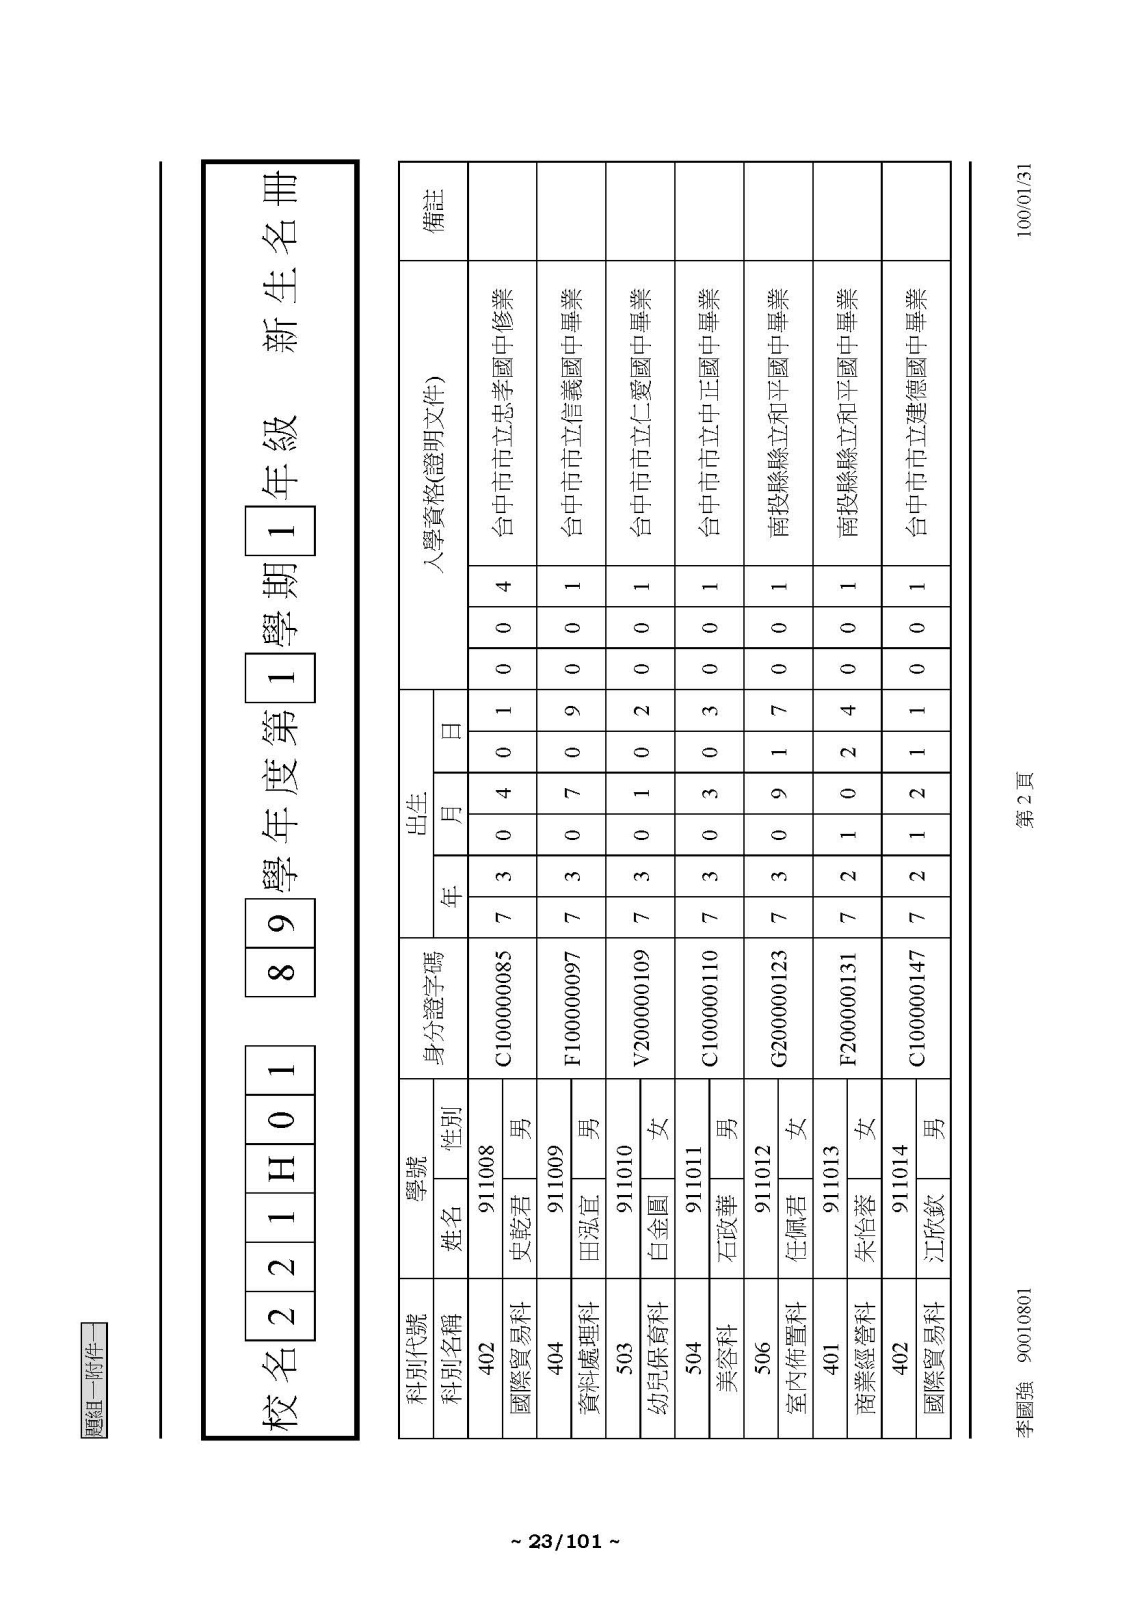 題組一附件一
校名 2 2 1 H 0 1 8 9 學年度第 1 學期 1 年級 新生名冊
科別代號 學號 身分證字碼 出生 入學資格(證明文件) 備註
科別名稱 姓名 性別 年 月 日
402 911008 C100000085 7 3 0 4 0 1 0 0 4 台中市市立忠孝國中修業
國際貿易科 史乾君 男
404 911009 F100000097 7 3 0 7 0 9 0 0 1 台中市市立信義國中畢業
資料處理科 田泓宜 男
503 911010 V200000109 7 3 0 1 0 2 0 0 1 台中市市立仁愛國中畢業
幼兒保育科 白金圓 女
504 911011 C100000110 7 3 0 3 0 3 0 0 1 台中市市立中正國中畢業
美容科 石政華 男
506 911012 G200000123 7 3 0 9 1 7 0 0 1 南投縣縣立和平國中畢業
室內佈置科 任佩君 女
401 911013 F200000131 7 2 1 0 2 4 0 0 1 南投縣縣立和平國中畢業
商業經營科 朱怡蓉 女
402 911014 C100000147 7 2 1 2 1 1 0 0 1 台中市市立建德國中畢業
國際貿易科 江欣欽 男
李國強 90010801 第 2 頁 100/01/31
~ 23/101 ~